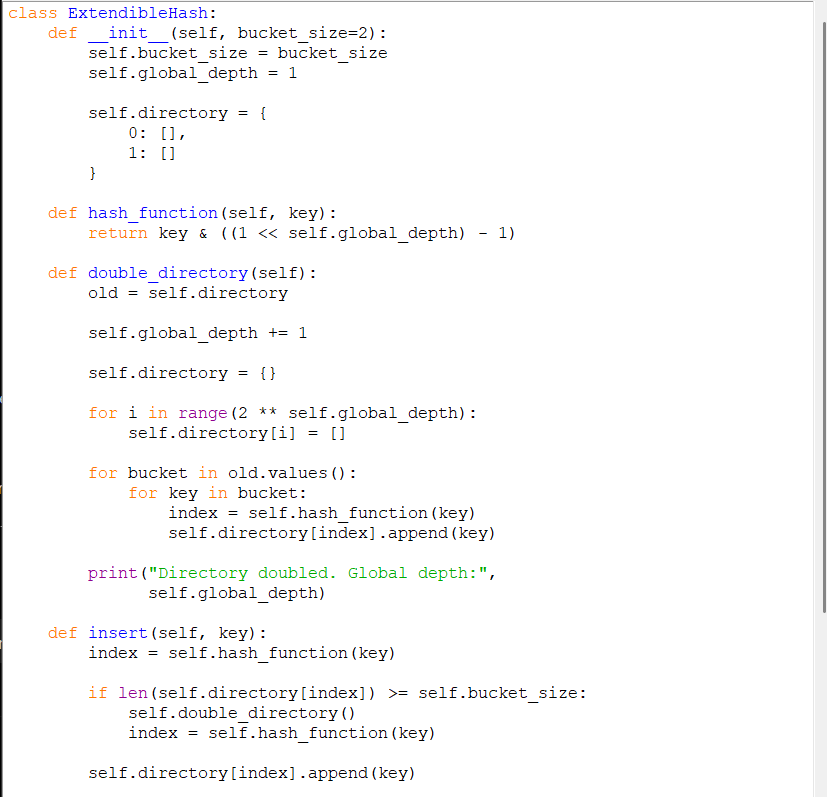 class ExtendibleHash:
    def __init__(self, bucket_size=2):
        self.bucket_size = bucket_size
        self.global_depth = 1

        self.directory = {
            0: [],
            1: []
        }

    def hash_function(self, key):
        return key & ((1 << self.global_depth) - 1)

    def double_directory(self):
        old = self.directory

        self.global_depth += 1

        self.directory = {}

        for i in range(2 ** self.global_depth):
            self.directory[i] = []

        for bucket in old.values():
            for key in bucket:
                index = self.hash_function(key)
                self.directory[index].append(key)

        print("Directory doubled. Global depth:",
              self.global_depth)

    def insert(self, key):
        index = self.hash_function(key)

        if len(self.directory[index]) >= self.bucket_size:
            self.double_directory()
            index = self.hash_function(key)

        self.directory[index].append(key)